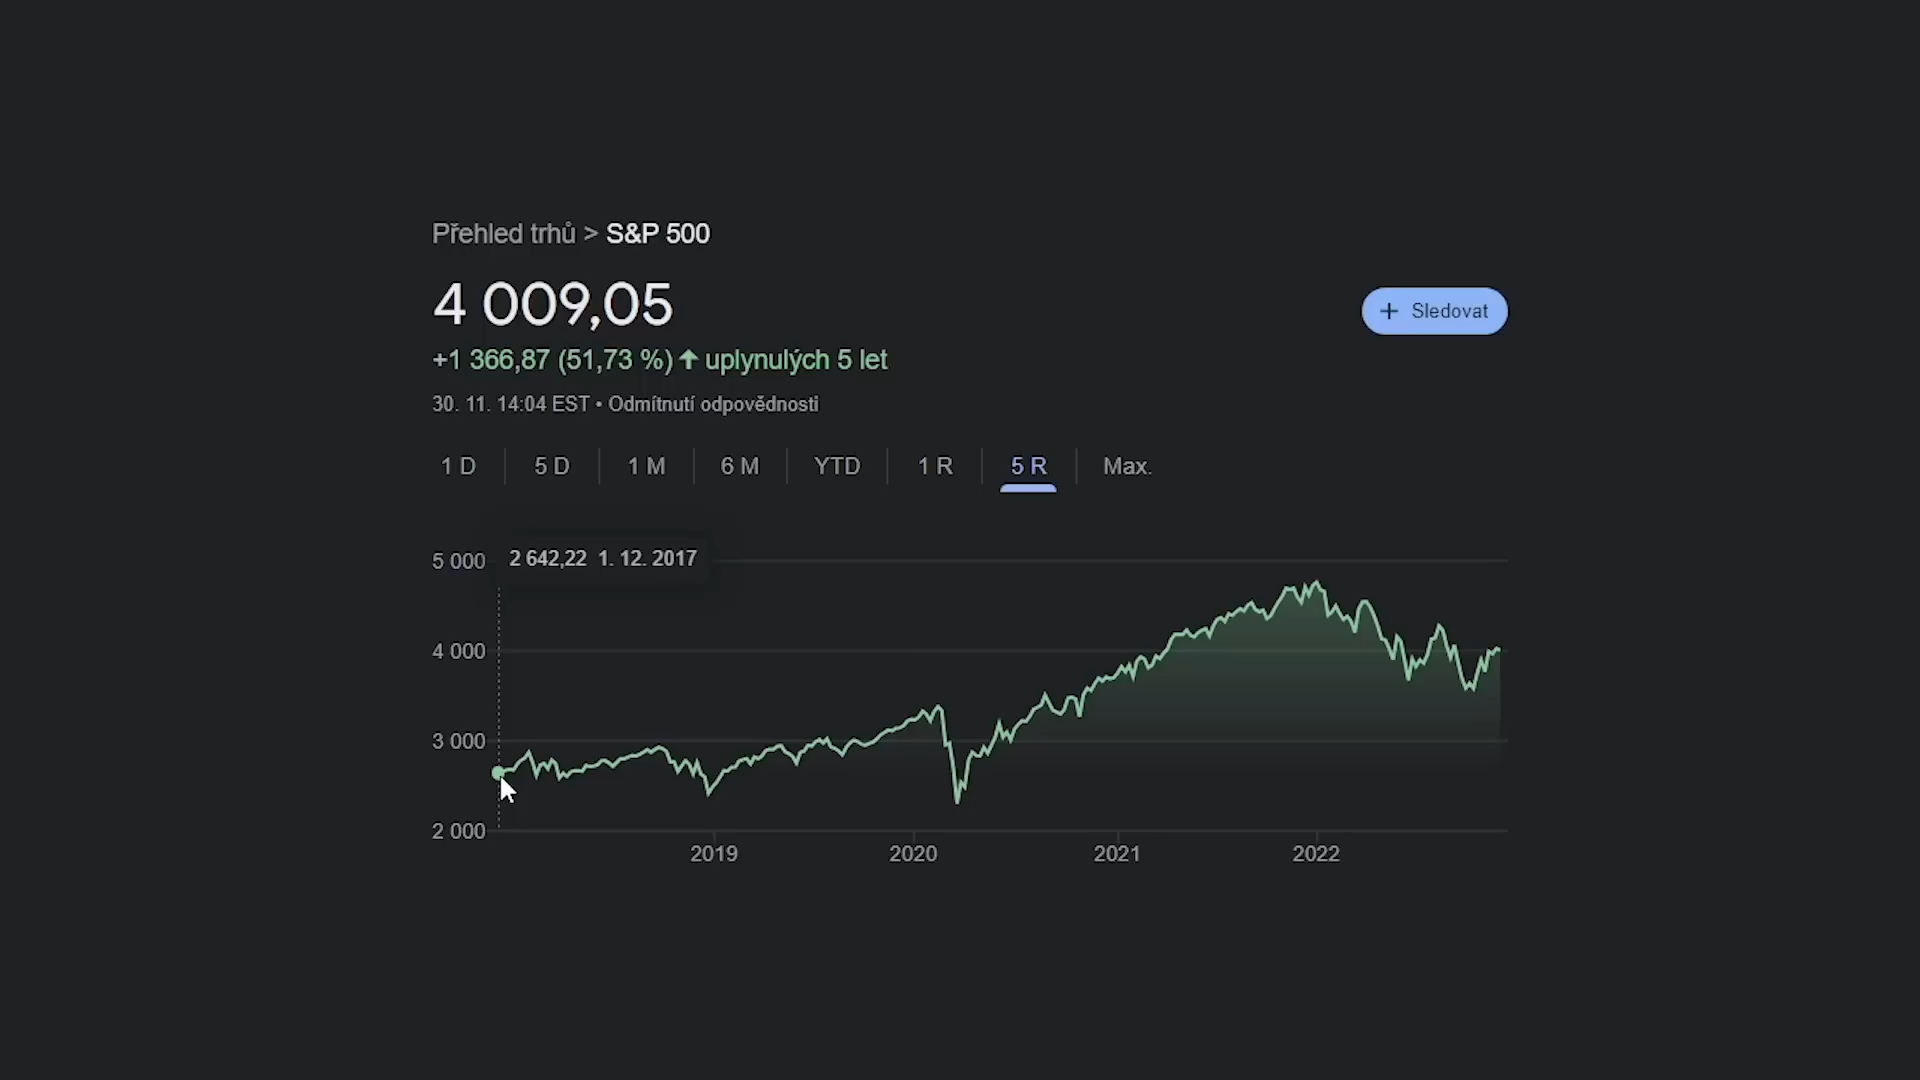 Přehled trhů > S&P 500
4 009,05
+ Sledovat
+1 366,87 (51,73 %) ↑ uplynulých 5 let
30. 11. 14:04 EST • Odmítnutí odpovědnosti
1 D 5 D 1 M 6 M YTD 1 R 5 R Max.
5 000 2 642,22 1. 12. 2017
4 000
3 000
2 000
2019 2020 2021 2022